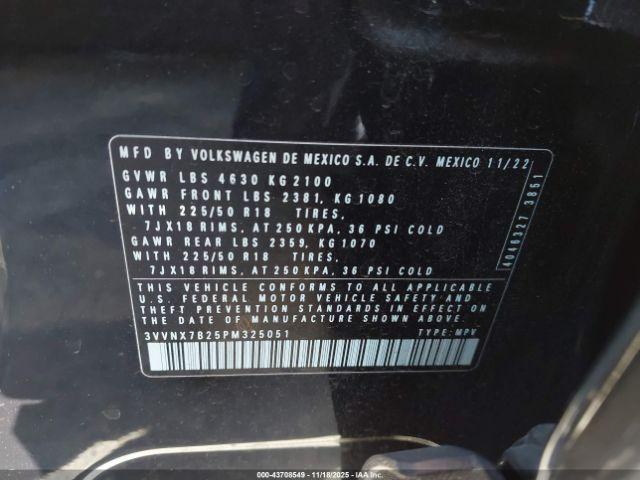 MFD BY VOLKSWAGEN DE MEXICO S.A. DE C.V. MEXICO 11/22
GVWR LBS 4630 KG 2100
GAWR FRONT LBS 2381, KG 1080
WITH 225/50 R18 TIRES,
7JX18 RIMS, AT 250 KPA, 36 PSI COLD
GAWR REAR LBS 2359, KG 1070
WITH 225/50 R18 TIRES,
7JX18 RIMS, AT 250 KPA, 36 PSI COLD
THIS VEHICLE CONFORMS TO ALL APPLICABLE
U.S. FEDERAL MOTOR VEHICLE SAFETY AND
THEFT PREVENTION STANDARDS IN EFFECT ON
THE DATE OF MANUFACTURE SHOWN ABOVE.
3VVNX7B25PM325051 TYPE: MPV
4046327 3861
000-43708549 | 11/18/2025 - IAAI.com